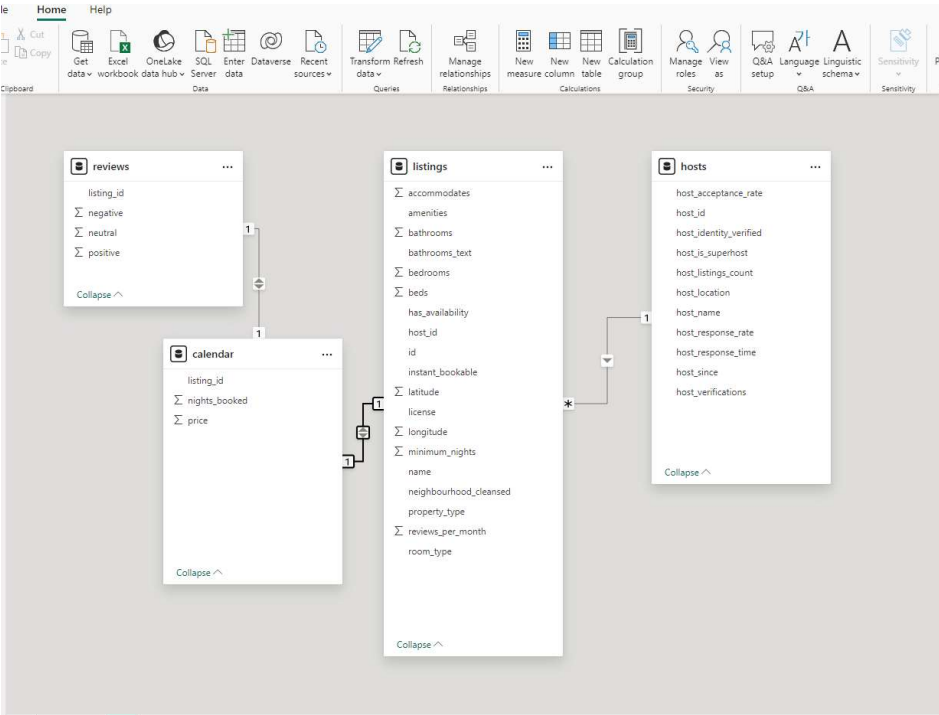 le Home Help
Cut
Copy
Clipboard
Get data
Excel workbook
OneLake data hub
SQL Server
Enter data
Dataverse
Recent sources
Data
Transform data
Refresh
Queries
Manage relationships
Relationships
New measure
New column
New table
Calculation group
Calculations
Manage roles
View as
Security
Q&A setup
Language
Linguistic schema
Q&A
Sensitivity
Sensitivity
P
reviews
listing_id
Σ negative
Σ neutral
Σ positive
Collapse
1
1
calendar
listing_id
Σ nights_booked
Σ price
Collapse
1
1
listings
Σ accommodates
amenities
Σ bathrooms
bathrooms_text
Σ bedrooms
Σ beds
has_availability
host_id
id
instant_bookable
Σ latitude
license
Σ longitude
Σ minimum_nights
name
neighbourhood_cleansed
property_type
Σ reviews_per_month
room_type
Collapse
*
1
hosts
host_acceptance_rate
host_id
host_identity_verified
host_is_superhost
host_listings_count
host_location
host_name
host_response_rate
host_response_time
host_since
host_verifications
Collapse